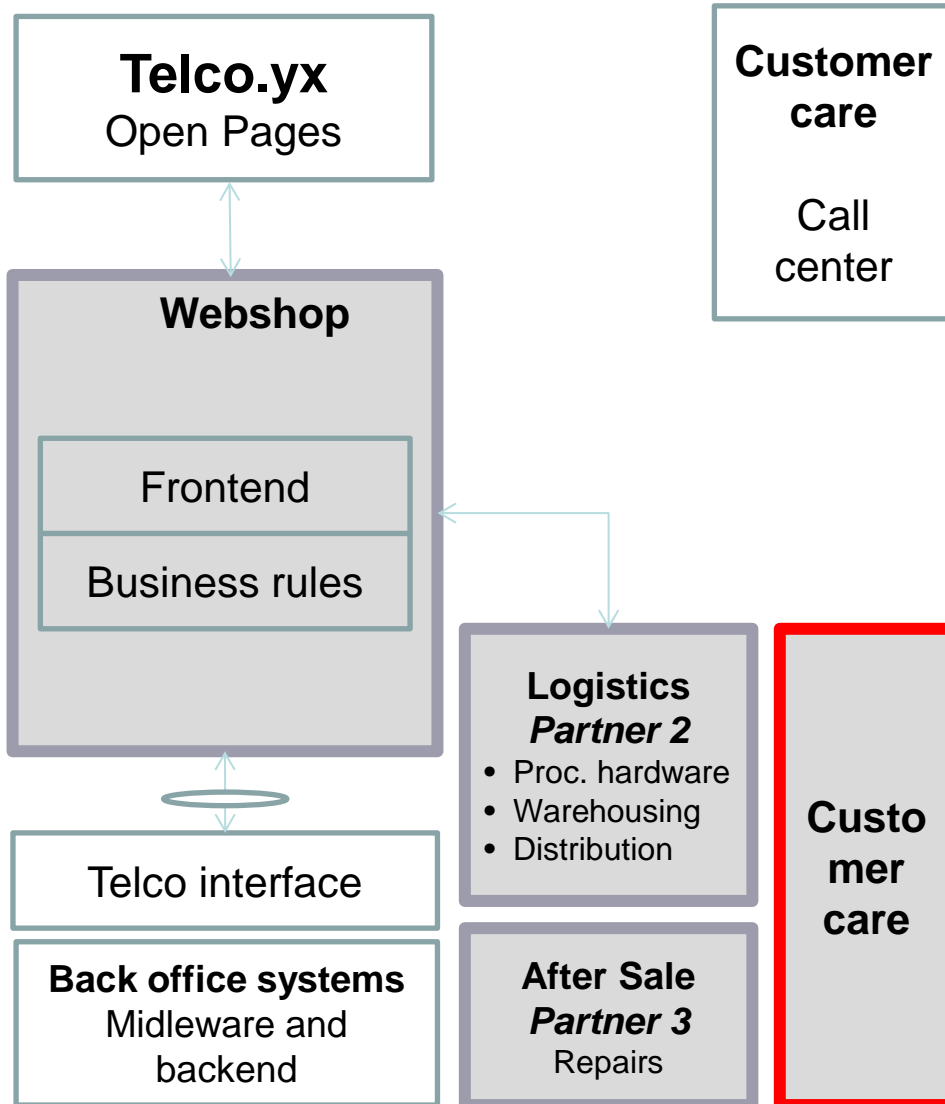 Telco.yx
Open Pages
Customer
care
Call
center
Webshop
Frontend
Business rules
Logistics
Partner 2
• Proc. hardware
• Warehousing
• Distribution
Custo
mer
care
Telco interface
Back office systems
Midleware and
backend
After Sale
Partner 3
Repairs